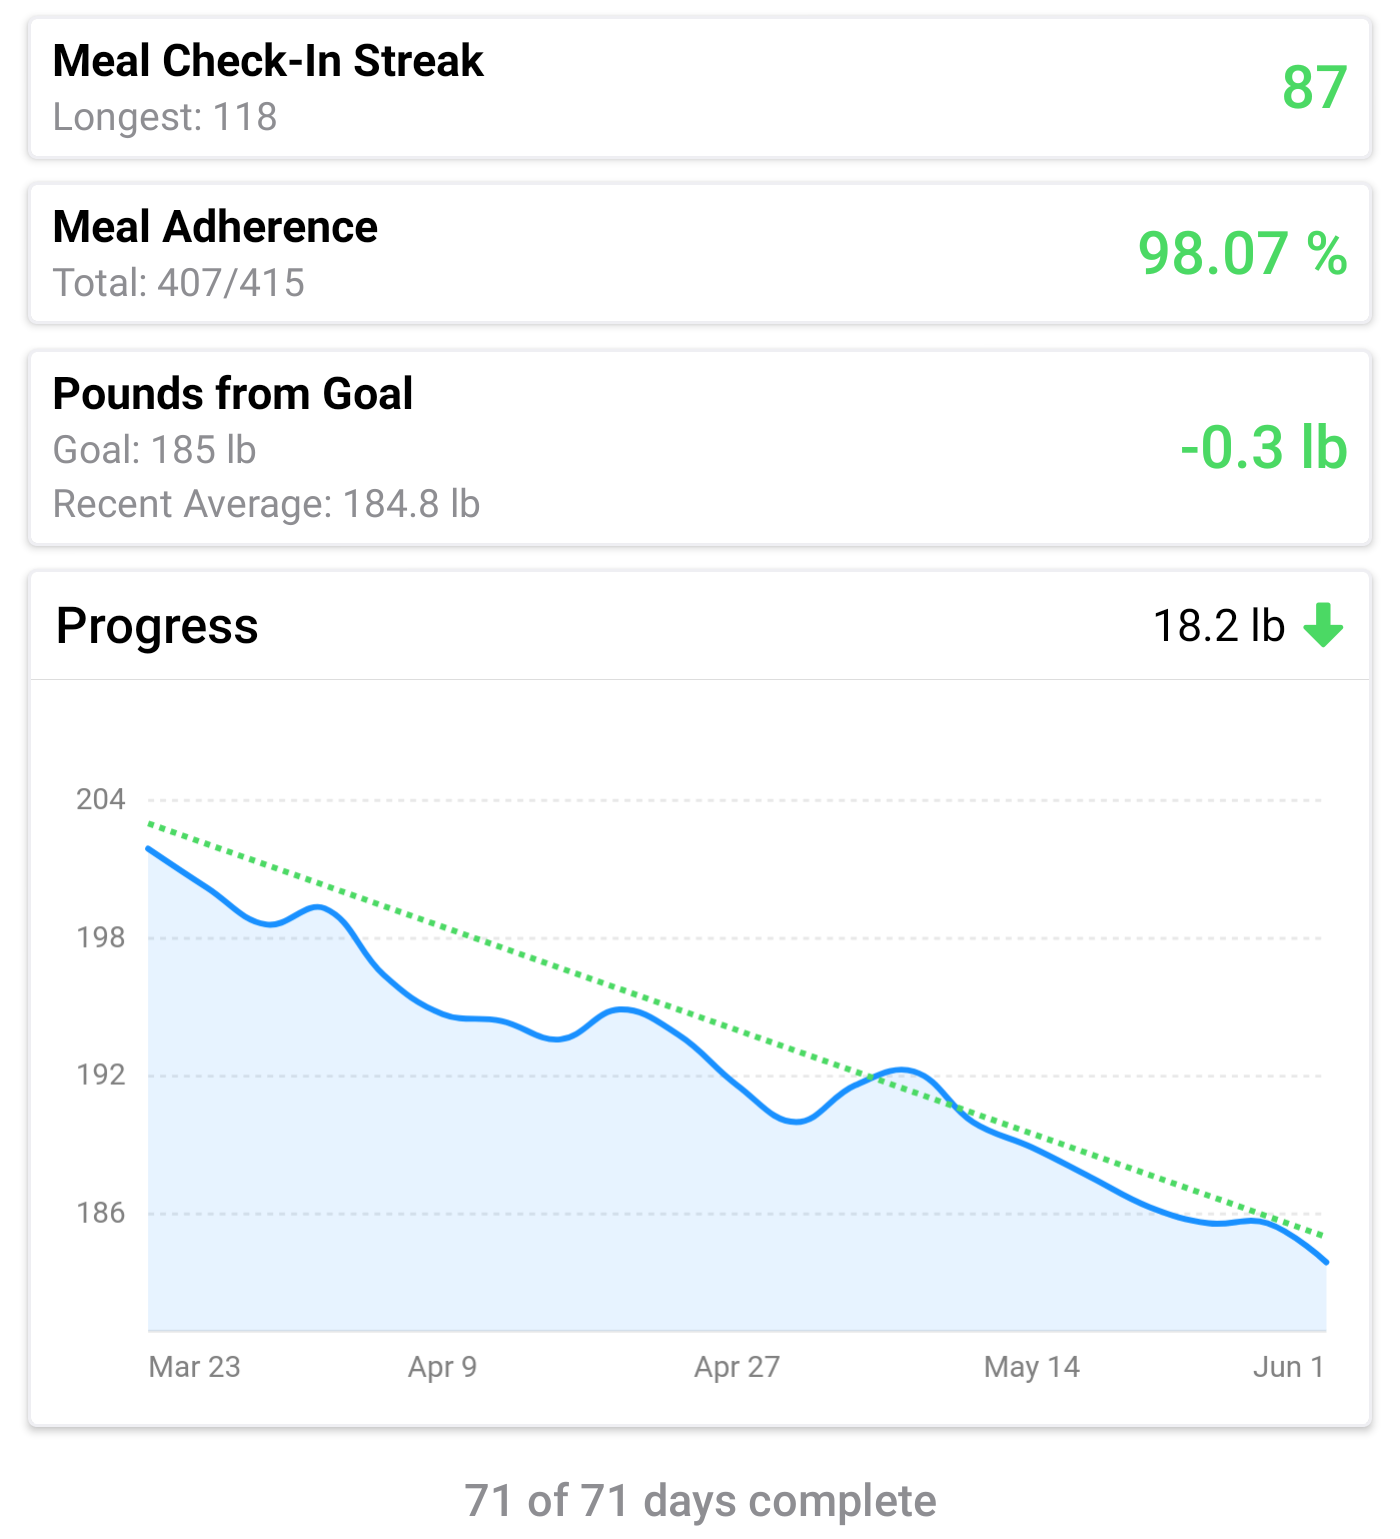 Meal Check-In Streak
Longest: 118
87
Meal Adherence
Total: 407/415
98.07 %
Pounds from Goal
Goal: 185 lb
Recent Average: 184.8 lb
-0.3 lb
Progress
18.2 lb
204
198
192
186
Mar 23 Apr 9 Apr 27 May 14 Jun 1
71 of 71 days complete